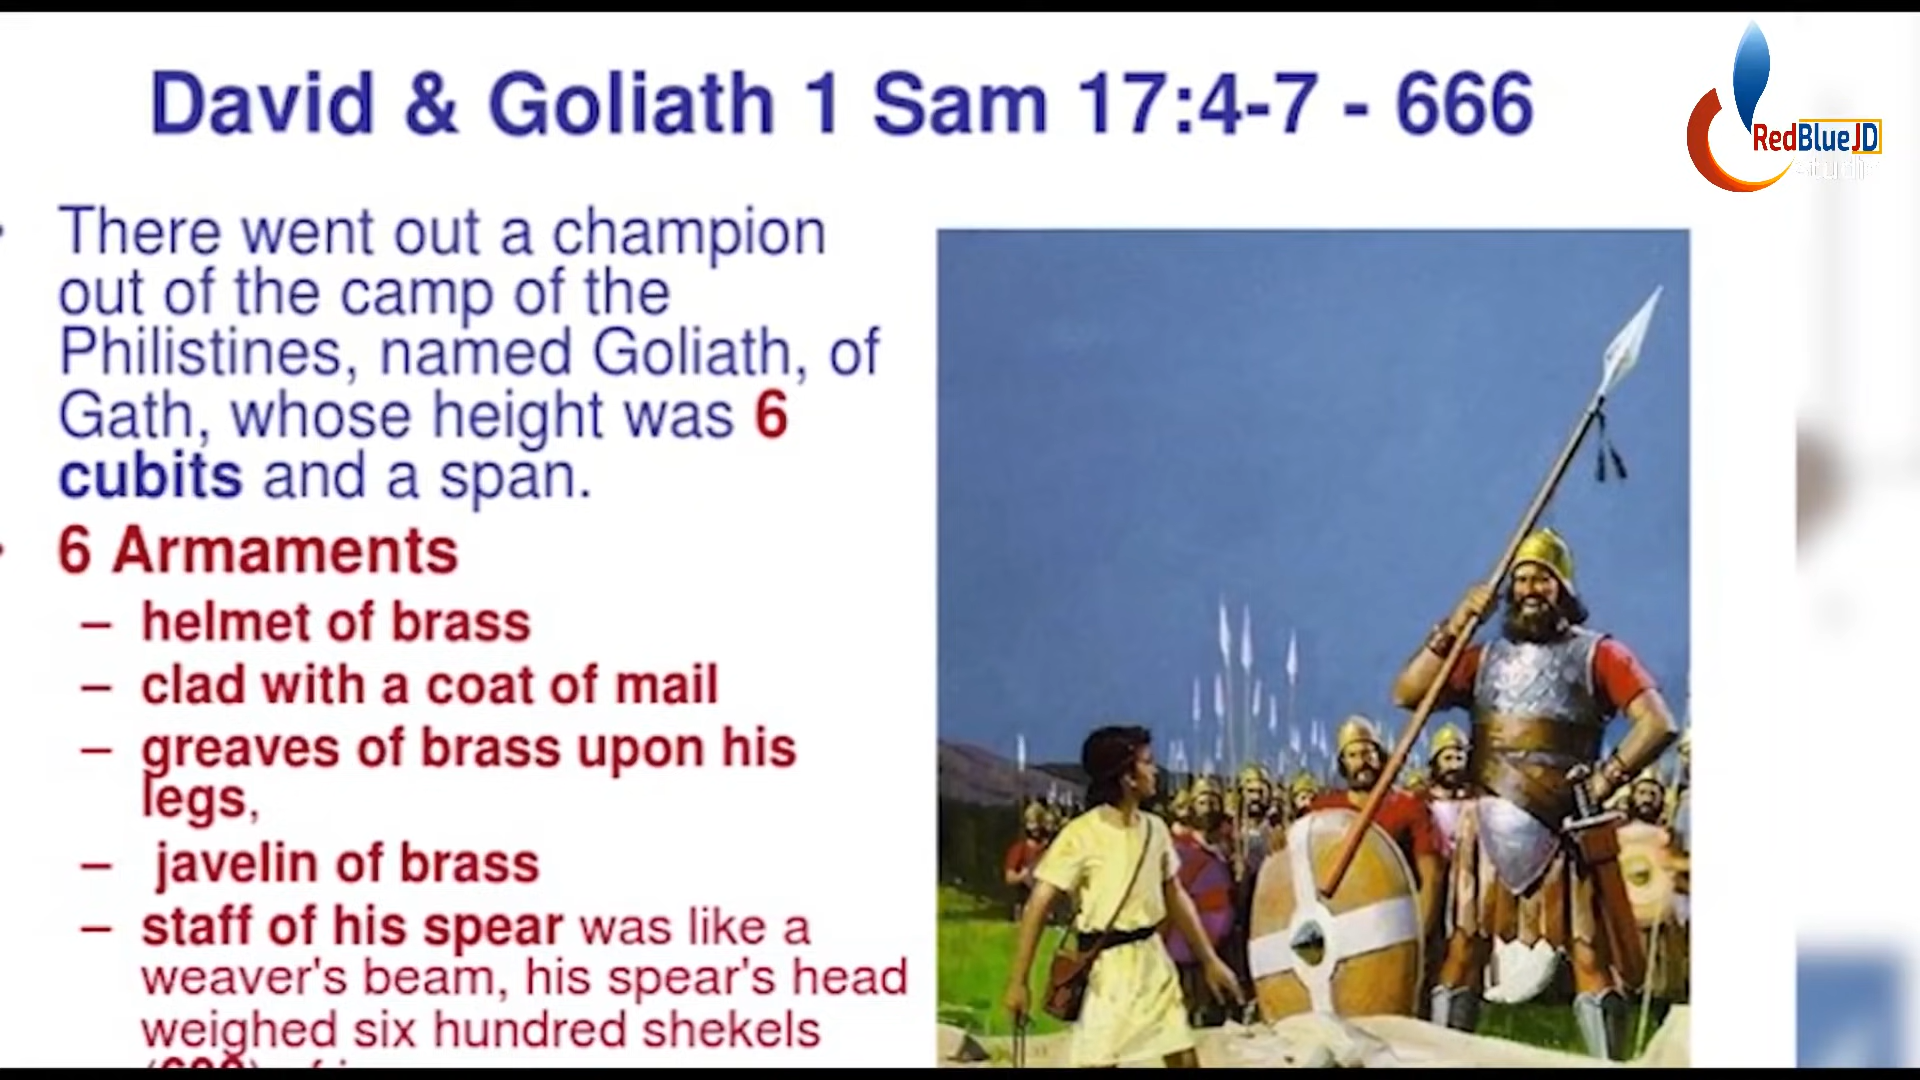 David & Goliath 1 Sam 17:4-7 - 666
RedBlueJD
There went out a champion
out of the camp of the
Philistines, named Goliath, of
Gath, whose height was 6
cubits and a span.
6 Armaments
– helmet of brass
– clad with a coat of mail
– greaves of brass upon his
legs,
– javelin of brass
– staff of his spear was like a
weaver's beam, his spear's head
weighed six hundred shekels